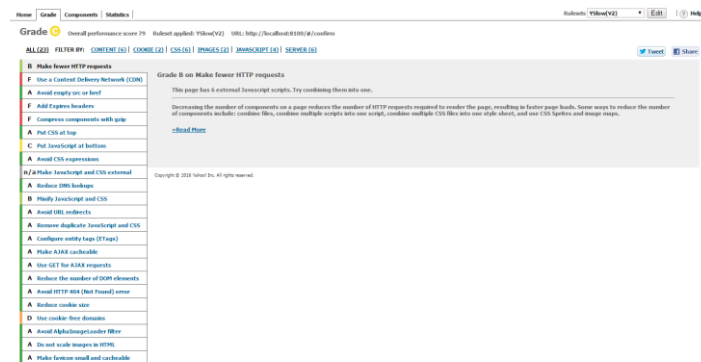 Home Grade Components Statistics Rulesets YSlow(V2) Edit Help
Grade C Overall performance score 79 Ruleset applied: YSlow(V2) URL: http://localhost:8100/#/confirm
ALL (23) FILTER BY: CONTENT (6) | COOKIE (2) | CSS (6) | IMAGES (2) | JAVASCRIPT (4) | SERVER (6) Tweet Share
B Make fewer HTTP requests
F Use a Content Delivery Network (CDN)
A Avoid empty src or href
F Add Expires headers
F Compress components with gzip
A Put CSS at top
C Put JavaScript at bottom
A Avoid CSS expressions
n/a Make JavaScript and CSS external
A Reduce DNS lookups
B Minify JavaScript and CSS
A Avoid URL redirects
A Remove duplicate JavaScript and CSS
A Configure entity tags (ETags)
A Make AJAX cacheable
A Use GET for AJAX requests
A Reduce the number of DOM elements
A Avoid HTTP 404 (Not Found) error
A Reduce cookie size
D Use cookie-free domains
A Avoid AlphaImageLoader filter
A Do not scale images in HTML
A Make favicon small and cacheable
Grade B on Make fewer HTTP requests
This page has 6 external Javascript scripts. Try combining them into one.
Decreasing the number of components on a page reduces the number of HTTP requests required to render the page, resulting in faster page loads. Some ways to reduce the number
of components include: combine files, combine multiple scripts into one script, combine multiple CSS files into one style sheet, and use CSS Sprites and image maps.
»Read More
Copyright © 2016 Yahoo! Inc. All rights reserved.